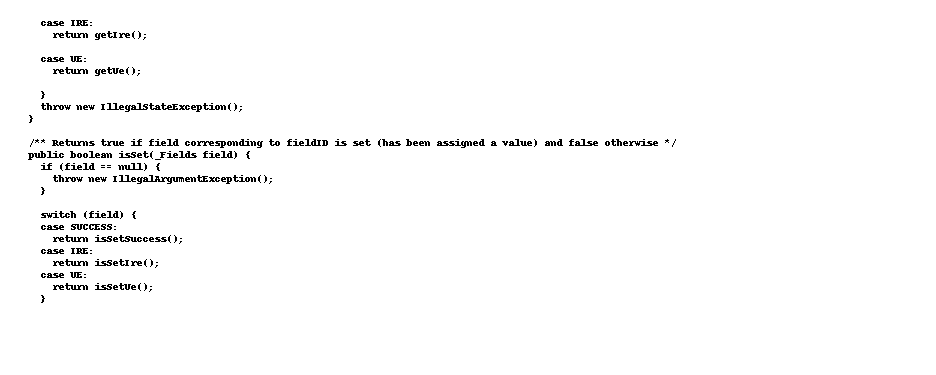 case IRE:
return getIre();
case UE:
return getUe();
}
throw new IllegalStateException();
}
/** Returns true if field corresponding to fieldID is set (has been assigned a value) and false otherwise */
public boolean isSet(_Fields field) {
if (field == null) {
throw new IllegalArgumentException();
}
switch (field) {
case SUCCESS:
return isSetSuccess();
case IRE:
return isSetIre();
case UE:
return isSetUe();
}